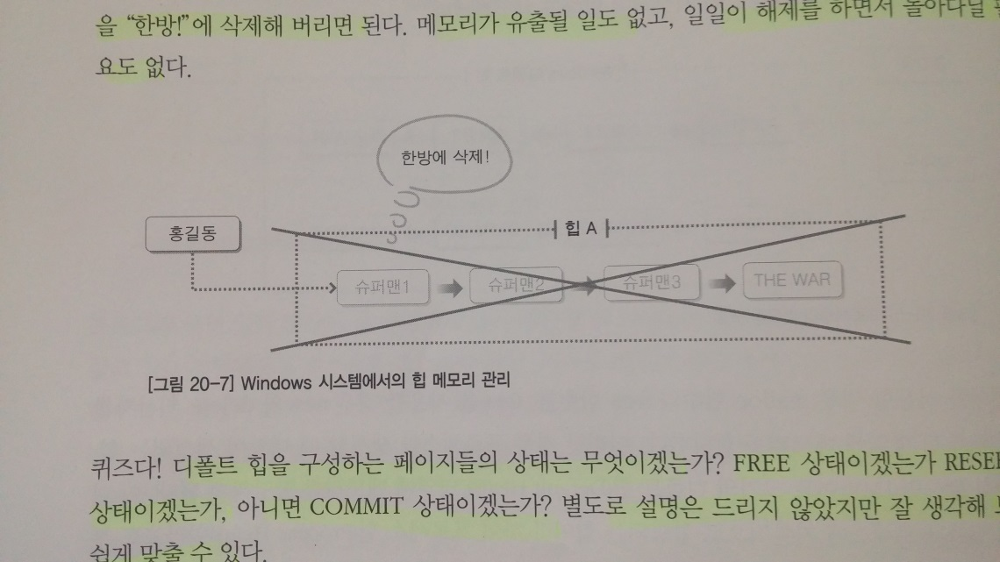 을 “한방!”에 삭제해 버리면 된다. 메모리가 유출될 일도 없고, 일일이 해제를 하면서 돌아다닐
요도 없다.
한방에 삭제!
홍길동
힙 A
슈퍼맨1
슈퍼맨2
슈퍼맨3
THE WAR
[그림 20-7] Windows 시스템에서의 힙 메모리 관리
퀴즈다! 디폴트 힙을 구성하는 페이지들의 상태는 무엇이겠는가? FREE 상태이겠는가 RESE
상태이겠는가, 아니면 COMMIT 상태이겠는가? 별도로 설명은 드리지 않았지만 잘 생각해
쉽게 맞출 수 있다.